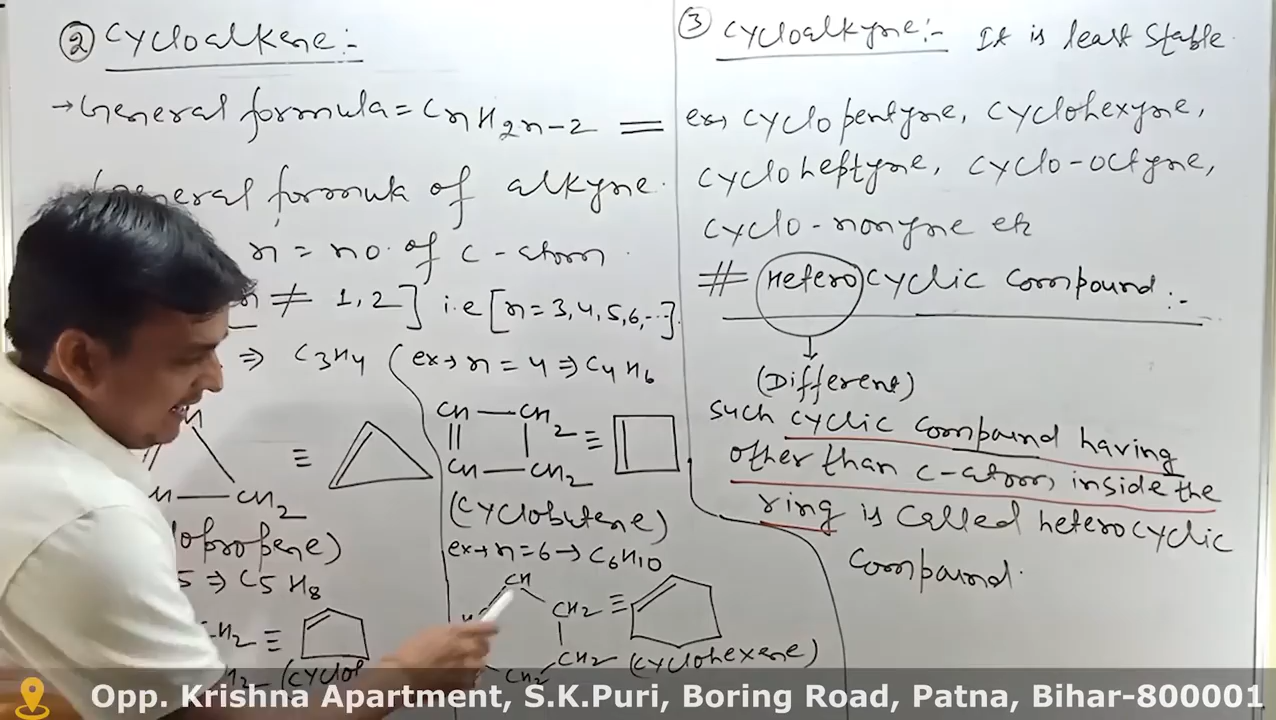 ② Cycloalkene:-
→ General formula = CnH2n-2 =
General formula of alkyne.
n = no. of C-atom
n ≠ 1,2] i.e [n = 3,4,5,6,...].
⇒ C3H4
(ex→ n = 4 ⇒ C4H6
CH — CH2 ≡
CH — CH2
(Cyclobutene)
≡
CH2
ex→ n=6 → C6H10
5 ⇒ C5H8
CH
CH2 ≡
CH2
CH2 (Cyclohexene)
CH2 ≡
③ Cycloalkyne:- It is least stable.
ex→ cyclopentyne, cyclohexyne,
cycloheptyne, cyclo-octyne,
cyclo-nonyne etc
# Heterocyclic compound:-
(Different)
such cyclic compound having
other than C-atom inside the
ring is called heterocyclic
compound.
Opp. Krishna Apartment, S.K.Puri, Boring Road, Patna, Bihar-800001